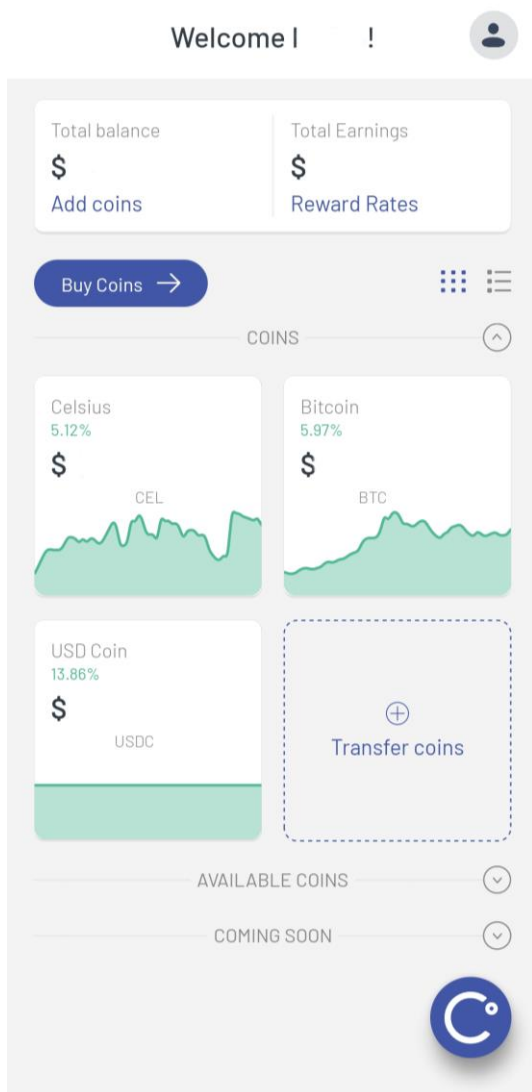 Welcome I !
Total balance
$
Add coins
Total Earnings
$
Reward Rates
Buy Coins
COINS
Celsius
5.12%
$
CEL
Bitcoin
5.97%
$
BTC
USD Coin
13.86%
$
USDC
Transfer coins
AVAILABLE COINS
COMING SOON